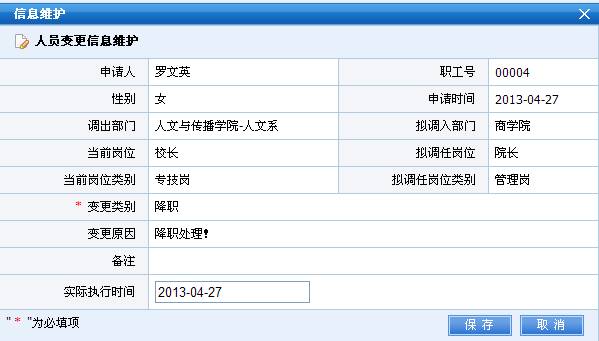 信息维护
人员变更信息维护
申请人 罗文英 职工号 00004
性别 女 申请时间 2013-04-27
调出部门 人文与传播学院-人文系 拟调入部门 商学院
当前岗位 校长 拟调任岗位 院长
当前岗位类别 专技岗 拟调任岗位类别 管理岗
* 变更类别 降职
变更原因 降职处理!
备注
实际执行时间 2013-04-27
" * "为必填项 保存 取消